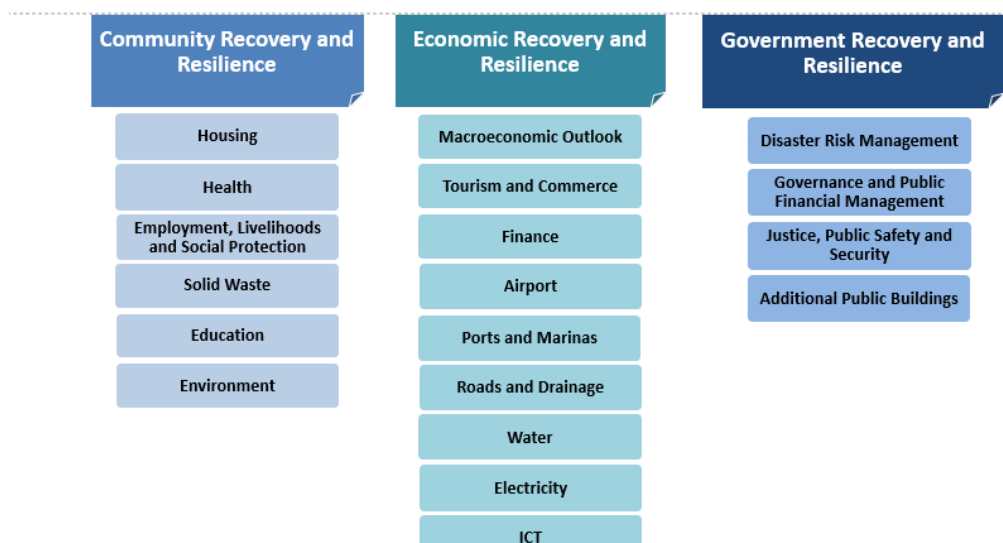 Community Recovery and
Resilience
Housing
Health
Employment, Livelihoods
and Social Protection
Solid Waste
Education
Environment
Economic Recovery and
Resilience
Macroeconomic Outlook
Tourism and Commerce
Finance
Airport
Ports and Marinas
Roads and Drainage
Water
Electricity
ICT
Government Recovery and
Resilience
Disaster Risk Management
Governance and Public
Financial Management
Justice, Public Safety and
Security
Additional Public Buildings